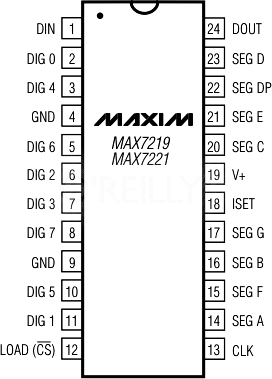 DIN 1 24 DOUT
DIG 0 2 23 SEG D
DIG 4 3 22 SEG DP
GND 4 MAXIM 21 SEG E
DIG 6 5 MAX7219 20 SEG C
MAX7221
DIG 2 6 19 V+
O'REILLY
DIG 3 7 18 ISET
DIG 7 8 17 SEG G
GND 9 16 SEG B
DIG 5 10 15 SEG F
DIG 1 11 14 SEG A
LOAD (C̅S̅) 12 13 CLK